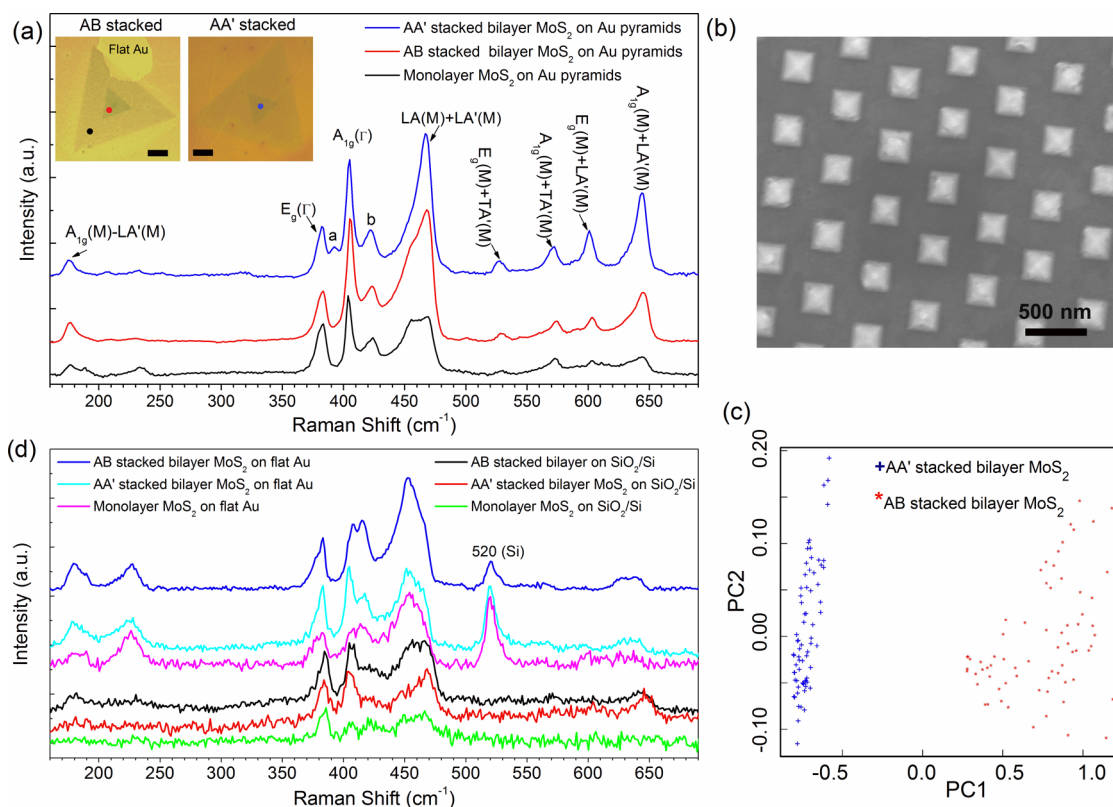 (a)
AB stacked
AA' stacked
Flat Au
AA' stacked bilayer MoS₂ on Au pyramids
AB stacked bilayer MoS₂ on Au pyramids
Monolayer MoS₂ on Au pyramids
Intensity (a.u.)
A₁g(M)-LA'(M)
Eg(Γ)
a
A₁g(Γ)
b
LA(M)+LA'(M)
Eg(M)+TA'(M)
A₁g(M)+TA'(M)
Eg(M)+LA'(M)
A₁g(M)+LA'(M)
200 250 300 350 400 450 500 550 600 650
Raman Shift (cm⁻¹)
(b)
500 nm
(d)
AB stacked bilayer MoS₂ on flat Au
AA' stacked bilayer MoS₂ on flat Au
Monolayer MoS₂ on flat Au
AB stacked bilayer on SiO₂/Si
AA' stacked bilayer MoS₂ on SiO₂/Si
Monolayer MoS₂ on SiO₂/Si
520 (Si)
Intensity (a.u.)
200 250 300 350 400 450 500 550 600 650
Raman Shift (cm⁻¹)
(c)
+AA' stacked bilayer MoS₂
*AB stacked bilayer MoS₂
PC2
0.20
0.10
0.00
-0.10
-0.5 0.0 0.5 1.0
PC1